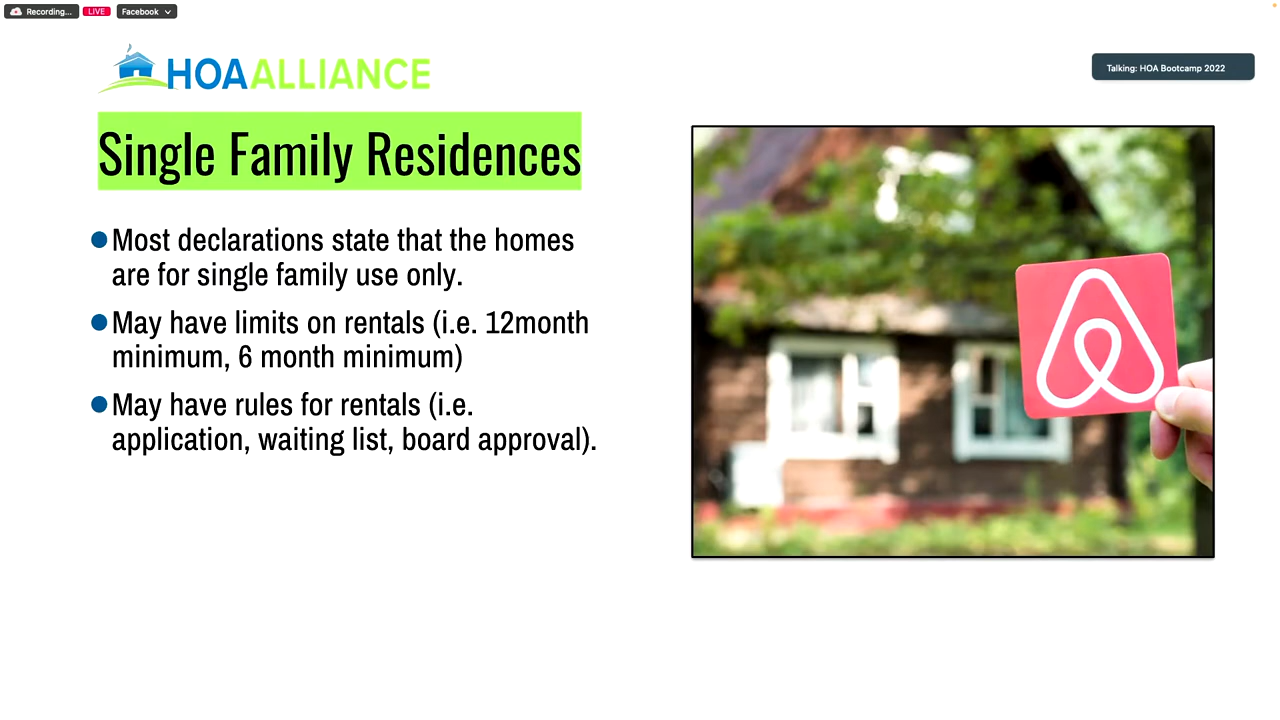 Recording...
LIVE
Facebook
HOAALLIANCE
Talking: HOA Bootcamp 2022
Single Family Residences
Most declarations state that the homes
are for single family use only.
May have limits on rentals (i.e. 12month
minimum, 6 month minimum)
May have rules for rentals (i.e.
application, waiting list, board approval).